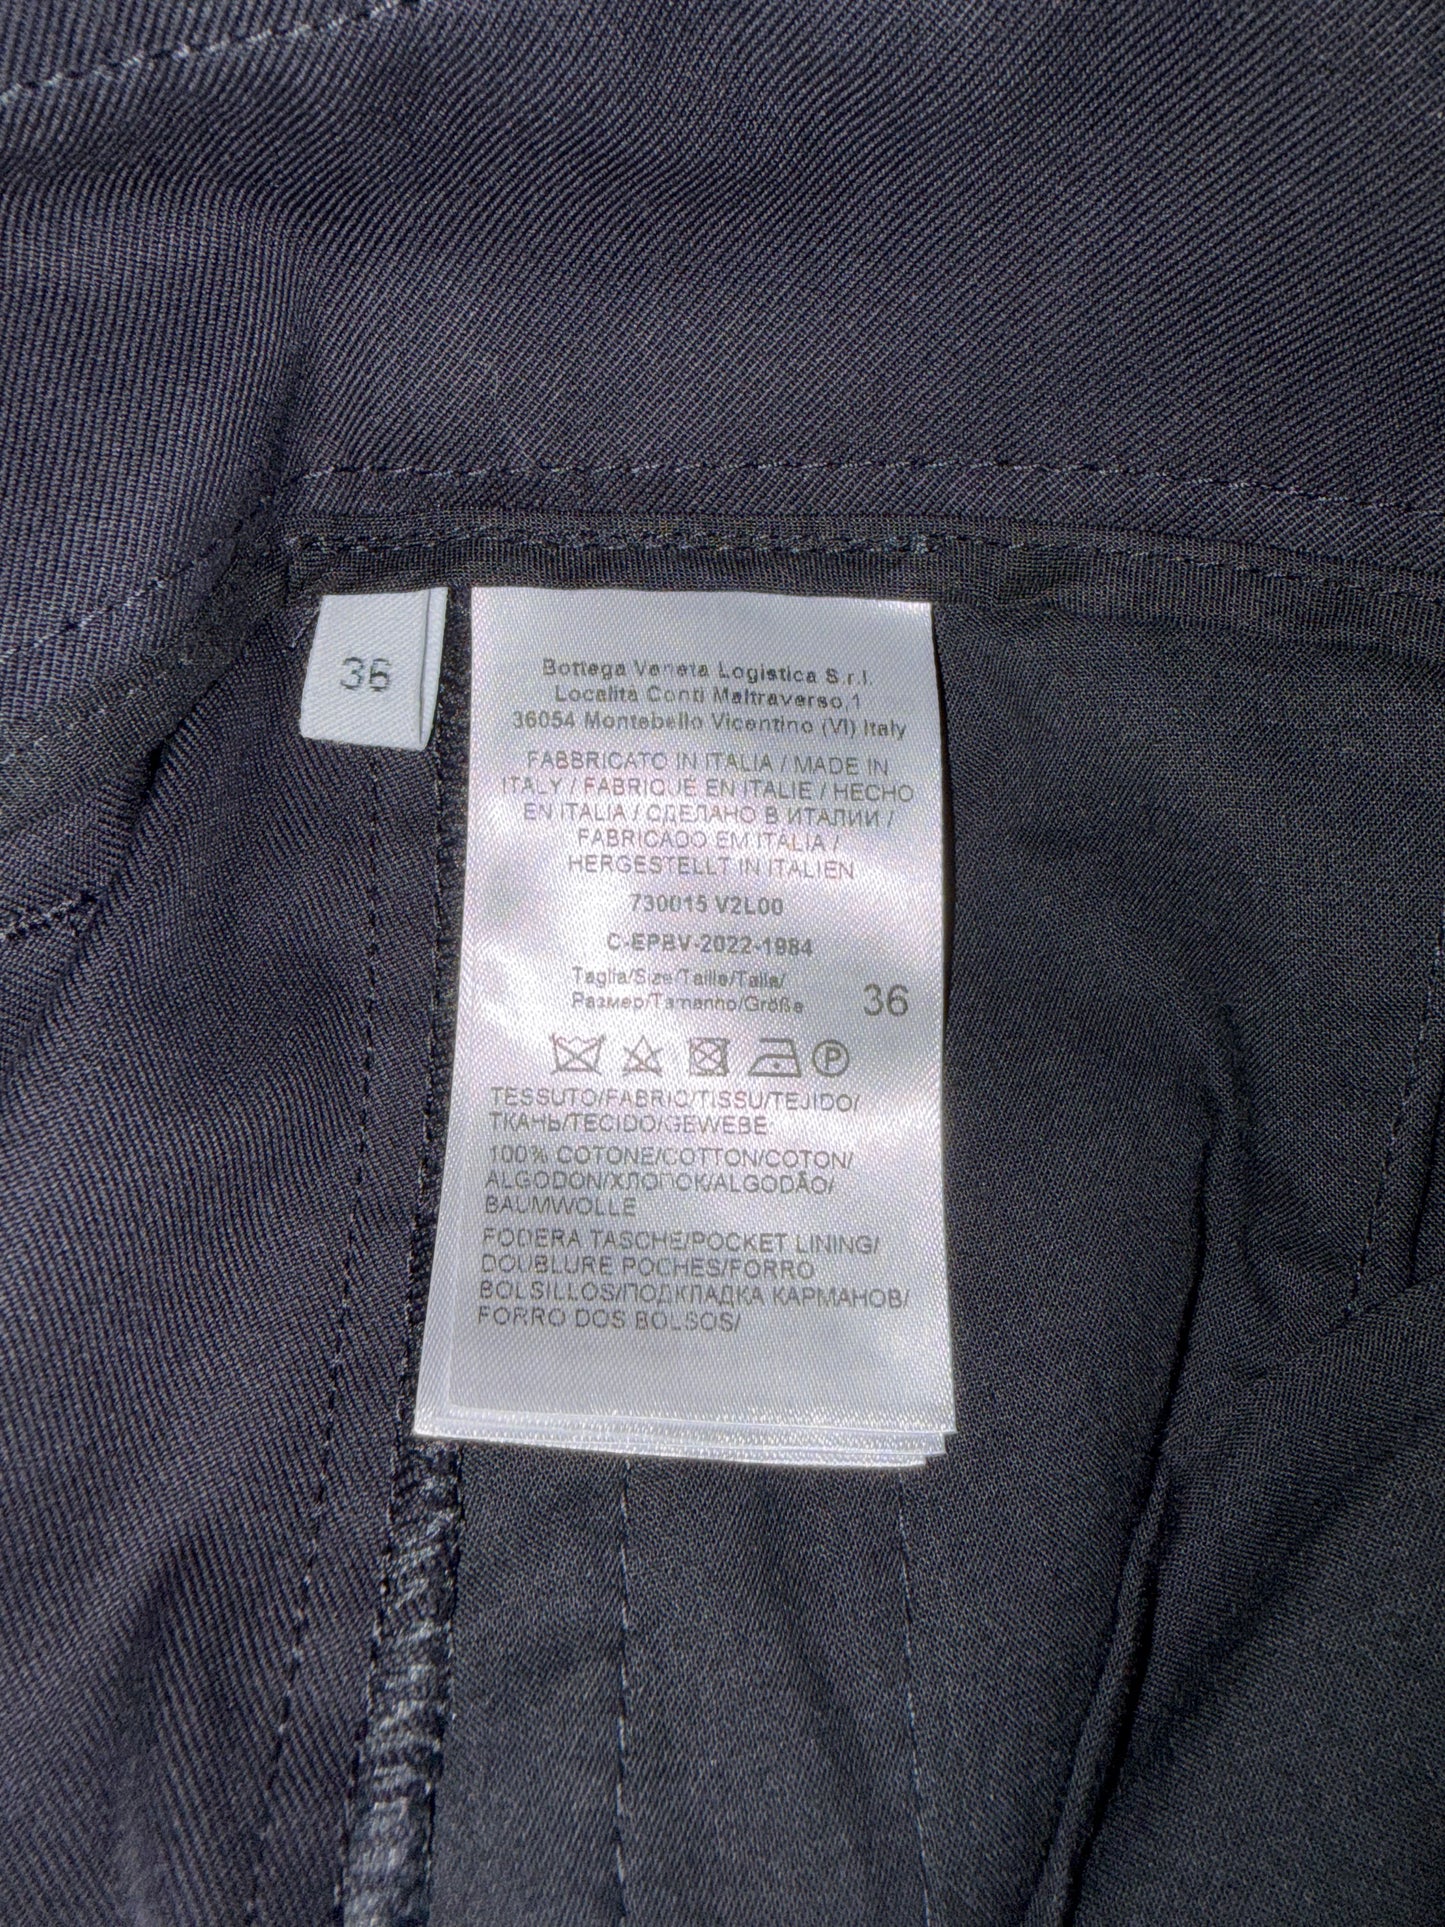 36
Bottega Veneta Logistica S.r.l.
Località Conti Maltraverso,1
36054 Montebello Vicentino (VI) Italy
FABBRICATO IN ITALIA / MADE IN
ITALY / FABRIQUÉ EN ITALIE / HECHO
EN ITALIA / СДЕЛАНО В ИТАЛИИ /
FABRICADO EM ITALIA /
HERGESTELLT IN ITALIEN
730015 V2L00
C-EPBV-2022-1984
Taglia/Size/Taille/Talla/
Размер/Tamanho/Größe 36
P
TESSUTO/FABRIC/TISSU/TEJIDO/
ТКАНЬ/TECIDO/GEWEBE:
100% COTONE/COTTON/COTON/
ALGODON/ХЛОПОК/ALGODÃO/
BAUMWOLLE
FODERA TASCHE/POCKET LINING/
DOUBLURE POCHES/FORRO
BOLSILLOS/ПОДКЛАДКА КАРМАНОВ/
FORRO DOS BOLSOS/